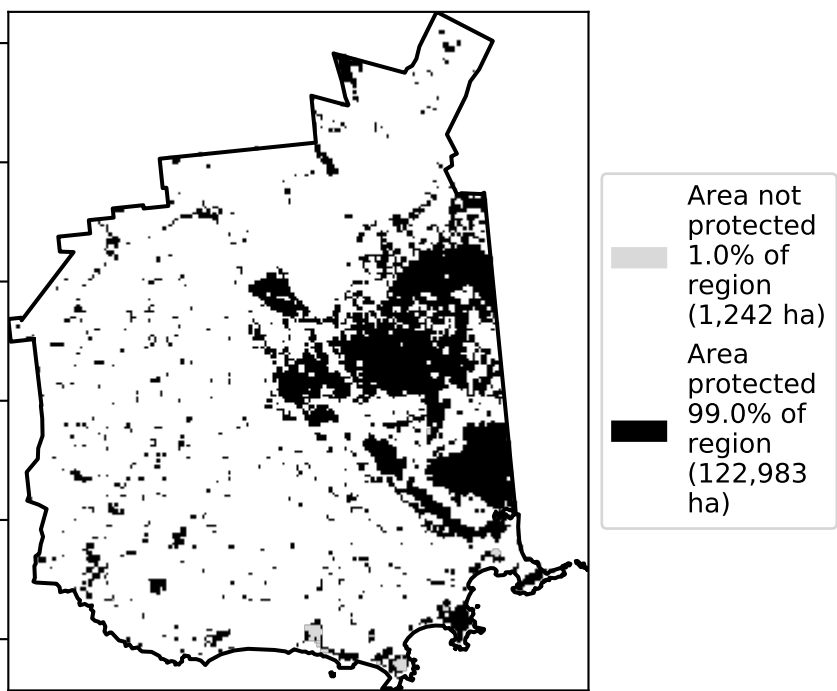 Area not
protected
1.0% of
region
(1,242 ha)
Area
protected
99.0% of
region
(122,983
ha)